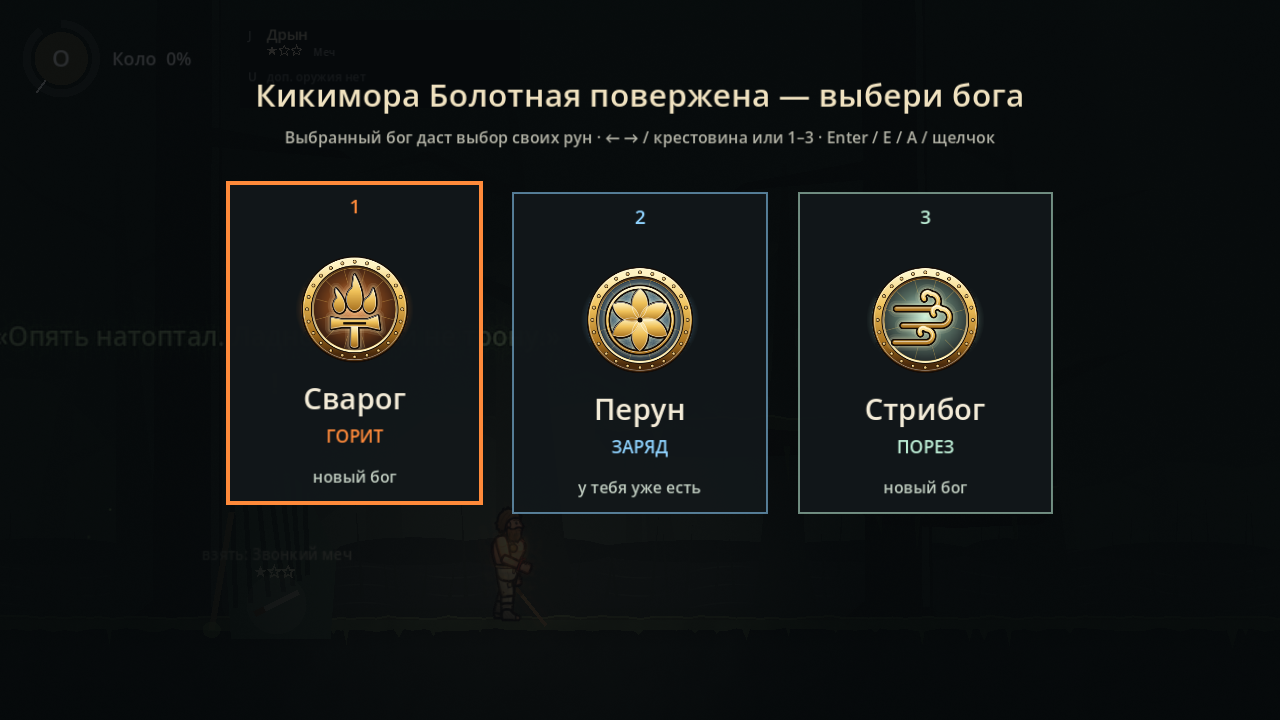 О
Коло 0%
J Дрын
★☆☆ Меч
U доп. оружия нет
Кикимора Болотная повержена — выбери бога
Выбранный бог даст выбор своих рун · ← → / крестовина или 1–3 · Enter / E / A / щелчок
1
Сварог
ГОРИТ
новый бог
2
Перун
ЗАРЯД
у тебя уже есть
3
Стрибог
ПОРЕЗ
новый бог
«Опять натоптал.
взять: Звонкий меч
★☆☆